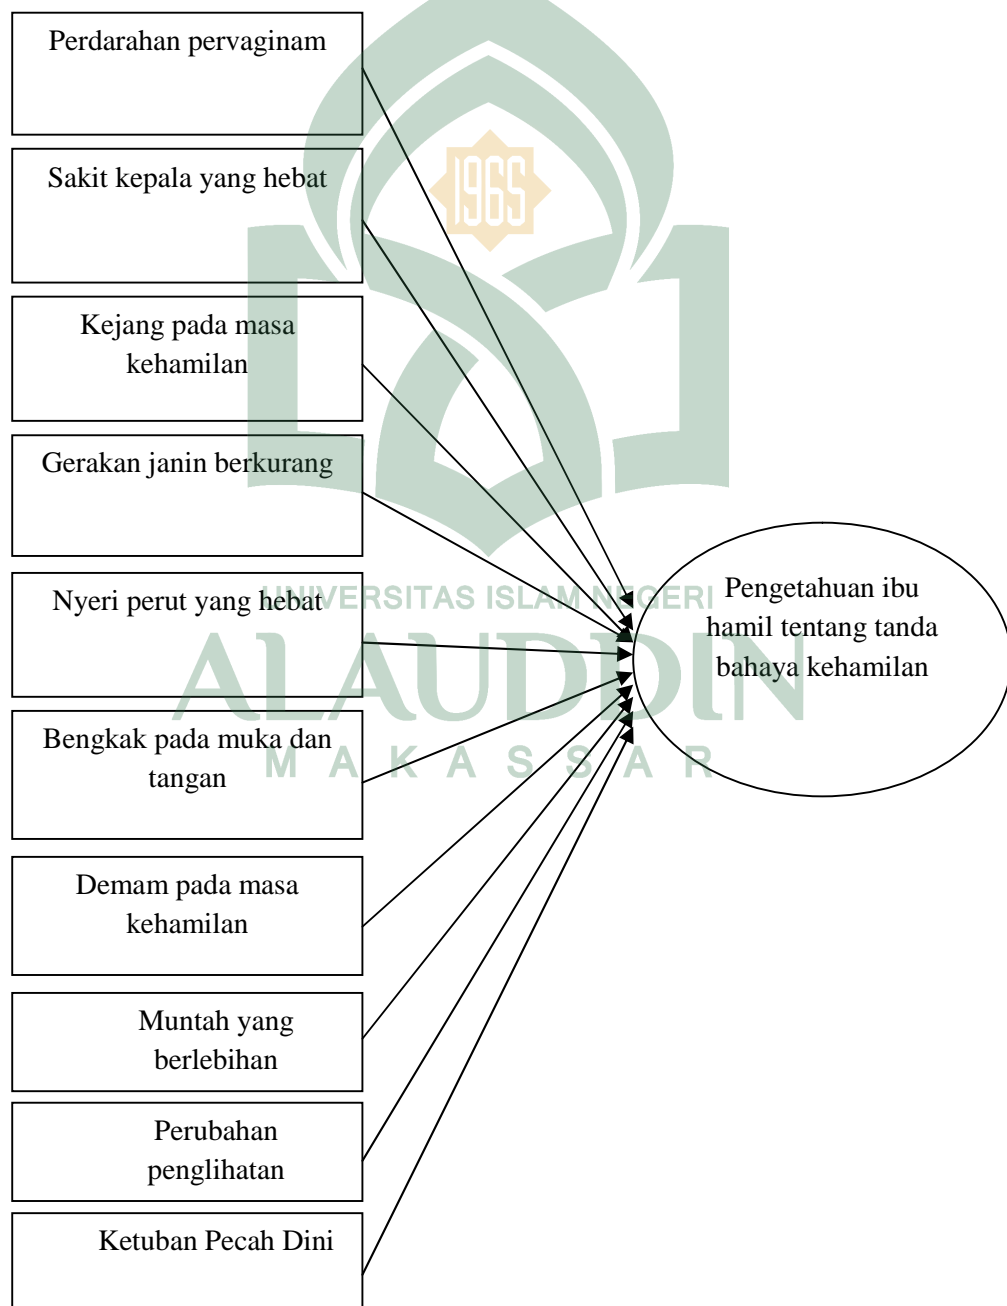 Perdarahan pervaginam
Sakit kepala yang hebat
1965
Kejang pada masa
kehamilan
Gerakan janin berkurang
Nyeri perut yang hebat
UNIVERSITAS ISLAM NEGERI
ALAUDDIN
MAKASSAR
Pengetahuan ibu
hamil tentang tanda
bahaya kehamilan
Bengkak pada muka dan
tangan
Demam pada masa
kehamilan
Muntah yang
berlebihan
Perubahan
penglihatan
Ketuban Pecah Dini